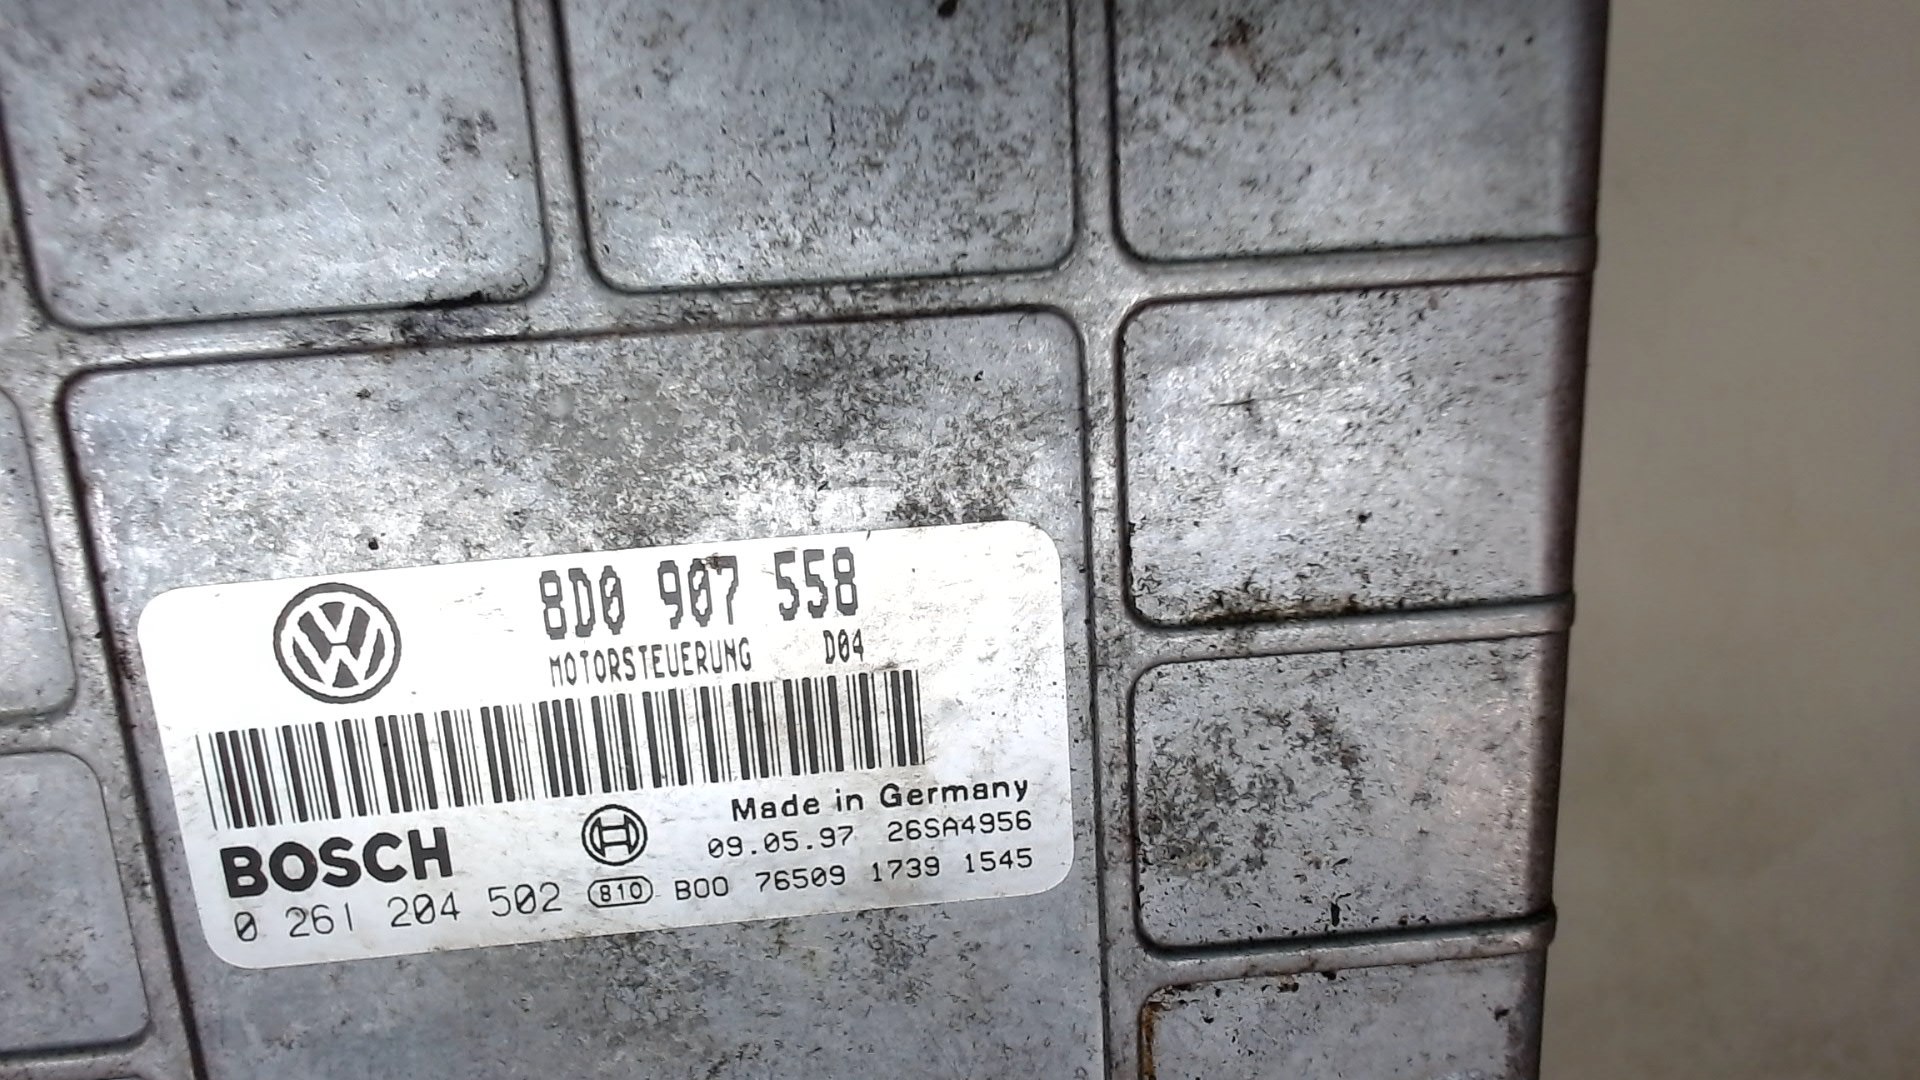 8D0 907 558
MOTORSTEUERUNG D04
Made in Germany
BOSCH 09.05.97 26SA4956
0 261 204 502 810 B00 76509 1739 1545